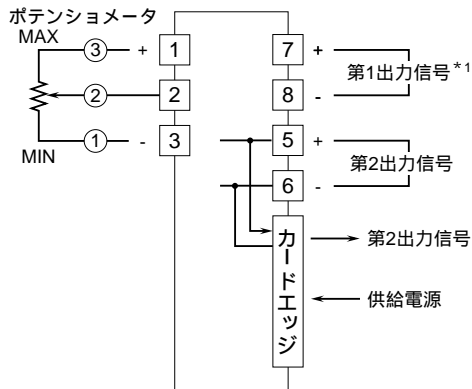 ポテンショメータ
MAX
③ + 1
② 2
① - 3
MIN
7 +
第1出力信号*1
8 -
5 +
第2出力信号
6 -
カードエッジ
第2出力信号
供給電源